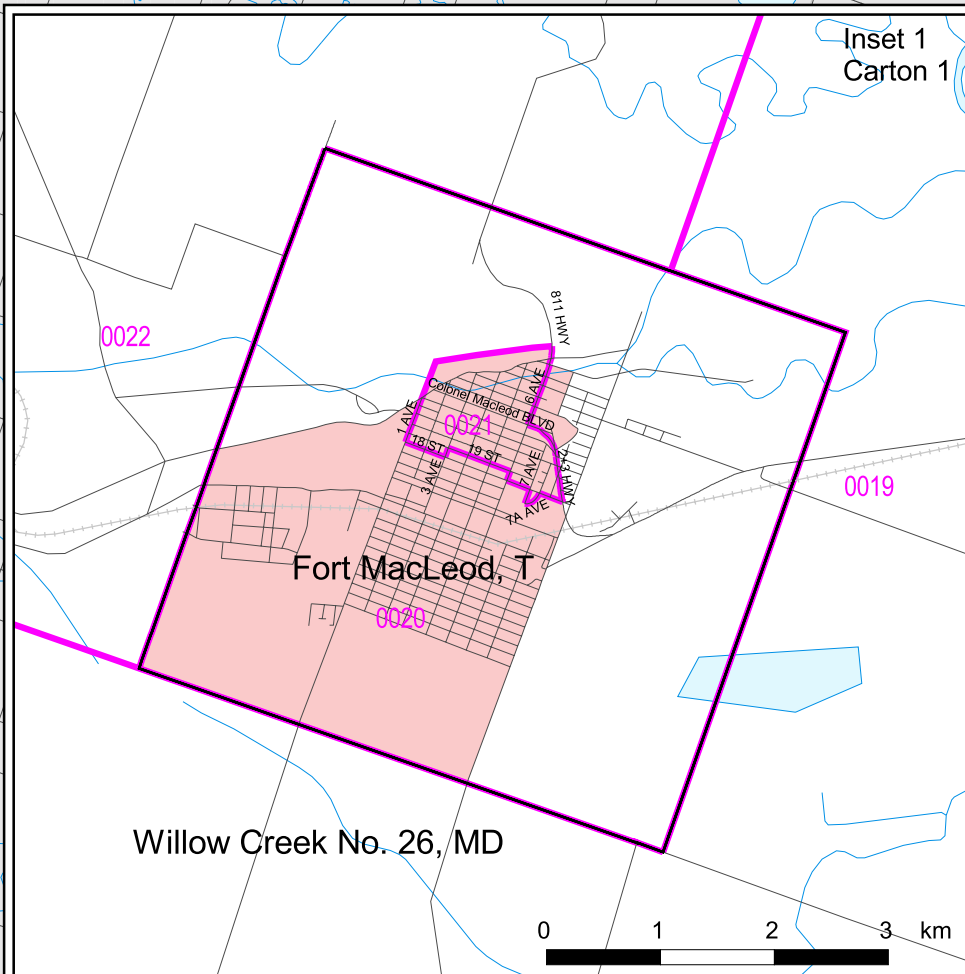 Inset 1
Carton 1
811 HWY
0022
6 AVE
Colonel Macleod BLVD
1 AVE
0021
18 ST
19 ST
2+3 HWY
3 AVE
7 AVE
0019
7A AVE
Fort MacLeod, T
0020
Willow Creek No. 26, MD
0 1 2 3 km